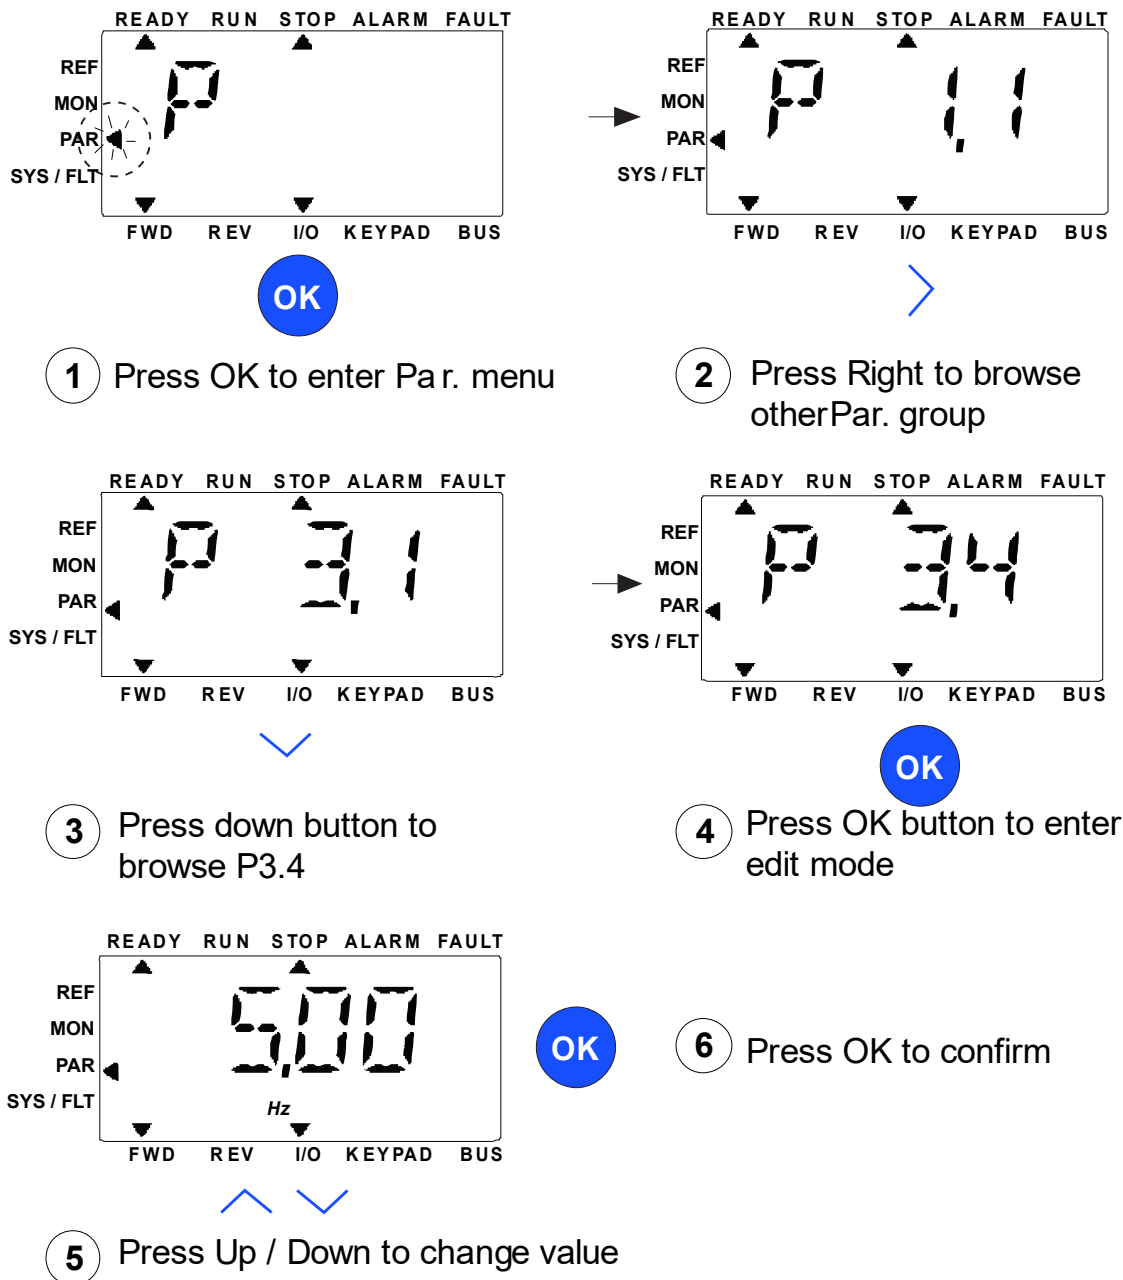 READY RUN STOP ALARM FAULT
REF
MON
PAR
SYS / FLT
P
FWD REV I/O KEYPAD BUS
OK
1 Press OK to enter Par. menu
READY RUN STOP ALARM FAULT
REF
MON
PAR
SYS / FLT
P 1,1
FWD REV I/O KEYPAD BUS
2 Press Right to browse
otherPar. group
READY RUN STOP ALARM FAULT
REF
MON
PAR
SYS / FLT
P 3,1
FWD REV I/O KEYPAD BUS
3 Press down button to
browse P3.4
READY RUN STOP ALARM FAULT
REF
MON
PAR
SYS / FLT
P 3,4
FWD REV I/O KEYPAD BUS
OK
4 Press OK button to enter
edit mode
READY RUN STOP ALARM FAULT
REF
MON
PAR
SYS / FLT
5,00
Hz
FWD REV I/O KEYPAD BUS
5 Press Up / Down to change value
OK
6 Press OK to confirm